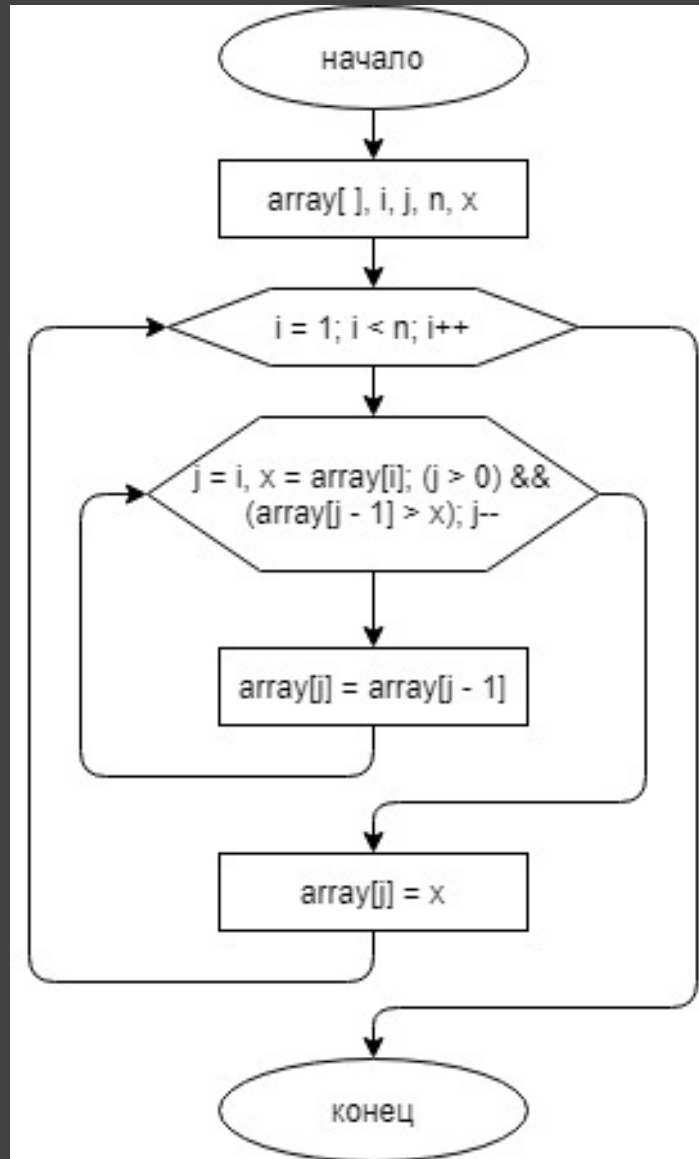 начало
array[ ], i, j, n, x
i = 1; i < n; i++
j = i, x = array[i]; (j > 0) &&
(array[j - 1] > x); j--
array[j] = array[j - 1]
array[j] = x
конец